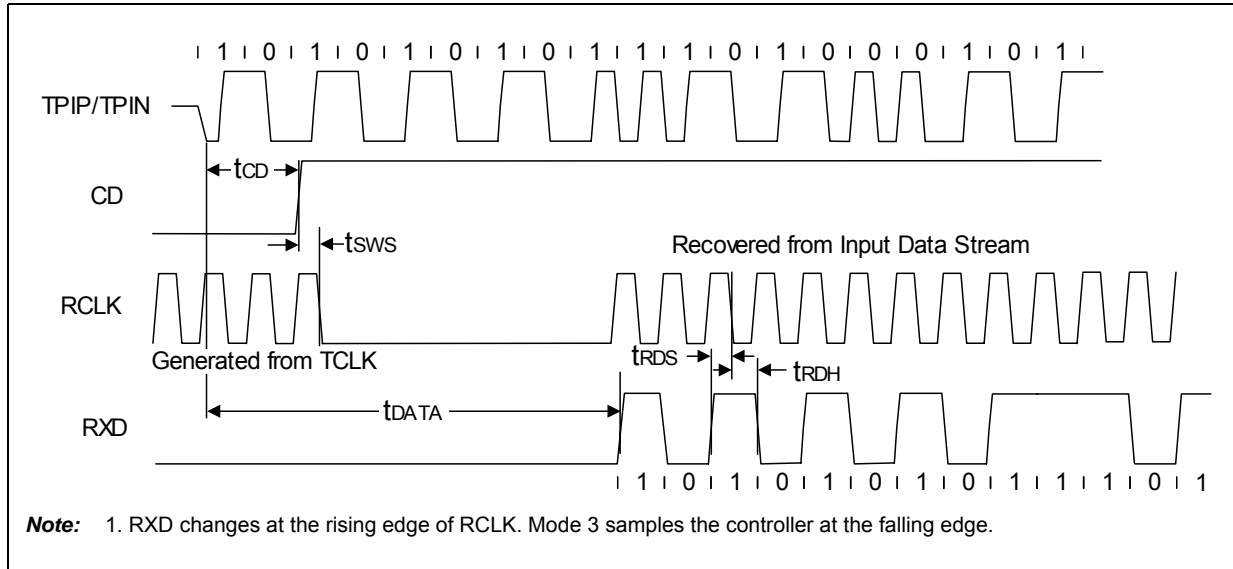 | 1 | 0 | 1 | 0 | 1 | 0 | 1 | 0 | 1 | 1 | 1 | 0 | 1 | 0 | 0 | 0 | 1 | 0 | 1 |
TPIP/TPIN
tCD
CD
tSWS
Recovered from Input Data Stream
RCLK
Generated from TCLK
tRDS
tRDH
tDATA
RXD
| 1 | 0 | 1 | 0 | 1 | 0 | 1 | 0 | 1 | 1 | 1 | 0 | 1
Note: 1. RXD changes at the rising edge of RCLK. Mode 3 samples the controller at the falling edge.